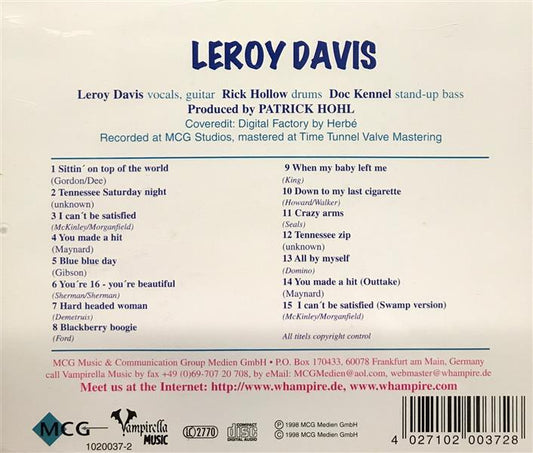 LEROY DAVIS
Leroy Davis vocals, guitar Rick Hollow drums Doc Kennel stand-up bass
Produced by PATRICK HOHL
Coveredit: Digital Factory by Herbé
Recorded at MCG Studios, mastered at Time Tunnel Valve Mastering
1 Sittin´ on top of the world
(Gordon/Dee)
2 Tennessee Saturday night
(unknown)
3 I can´t be satisfied
(McKinley/Morganfield)
4 You made a hit
(Maynard)
5 Blue blue day
(Gibson)
6 You´re 16 - you´re beautiful
(Sherman/Sherman)
7 Hard headed woman
(Demetruis)
8 Blackberry boogie
(Ford)
9 When my baby left me
(King)
10 Down to my last cigarette
(Howard/Walker)
11 Crazy arms
(Seals)
12 Tennessee zip
(unknown)
13 All by myself
(Domino)
14 You made a hit (Outtake)
(Maynard)
15 I can´t be satisfied (Swamp version)
(McKinley/Morganfield)
All titels copyright control
MCG Music & Communication Group Medien GmbH • P.O. Box 170433, 60078 Frankfurt am Main, Germany
call Vampirella Music by fax +49 (0)69-707 20 708, by eMail: MCGMedien@aol.com, webmaster@whampire.de
Meet us at the Internet: http://www.whampire.de, www.whampire.com
MCG Vampirella MUSIC LC 2770 COMPACT disc DIGITAL AUDIO
℗ 1998 MCG Medien GmbH
© 1998 MCG Medien GmbH
1020037-2
4 027102 003728